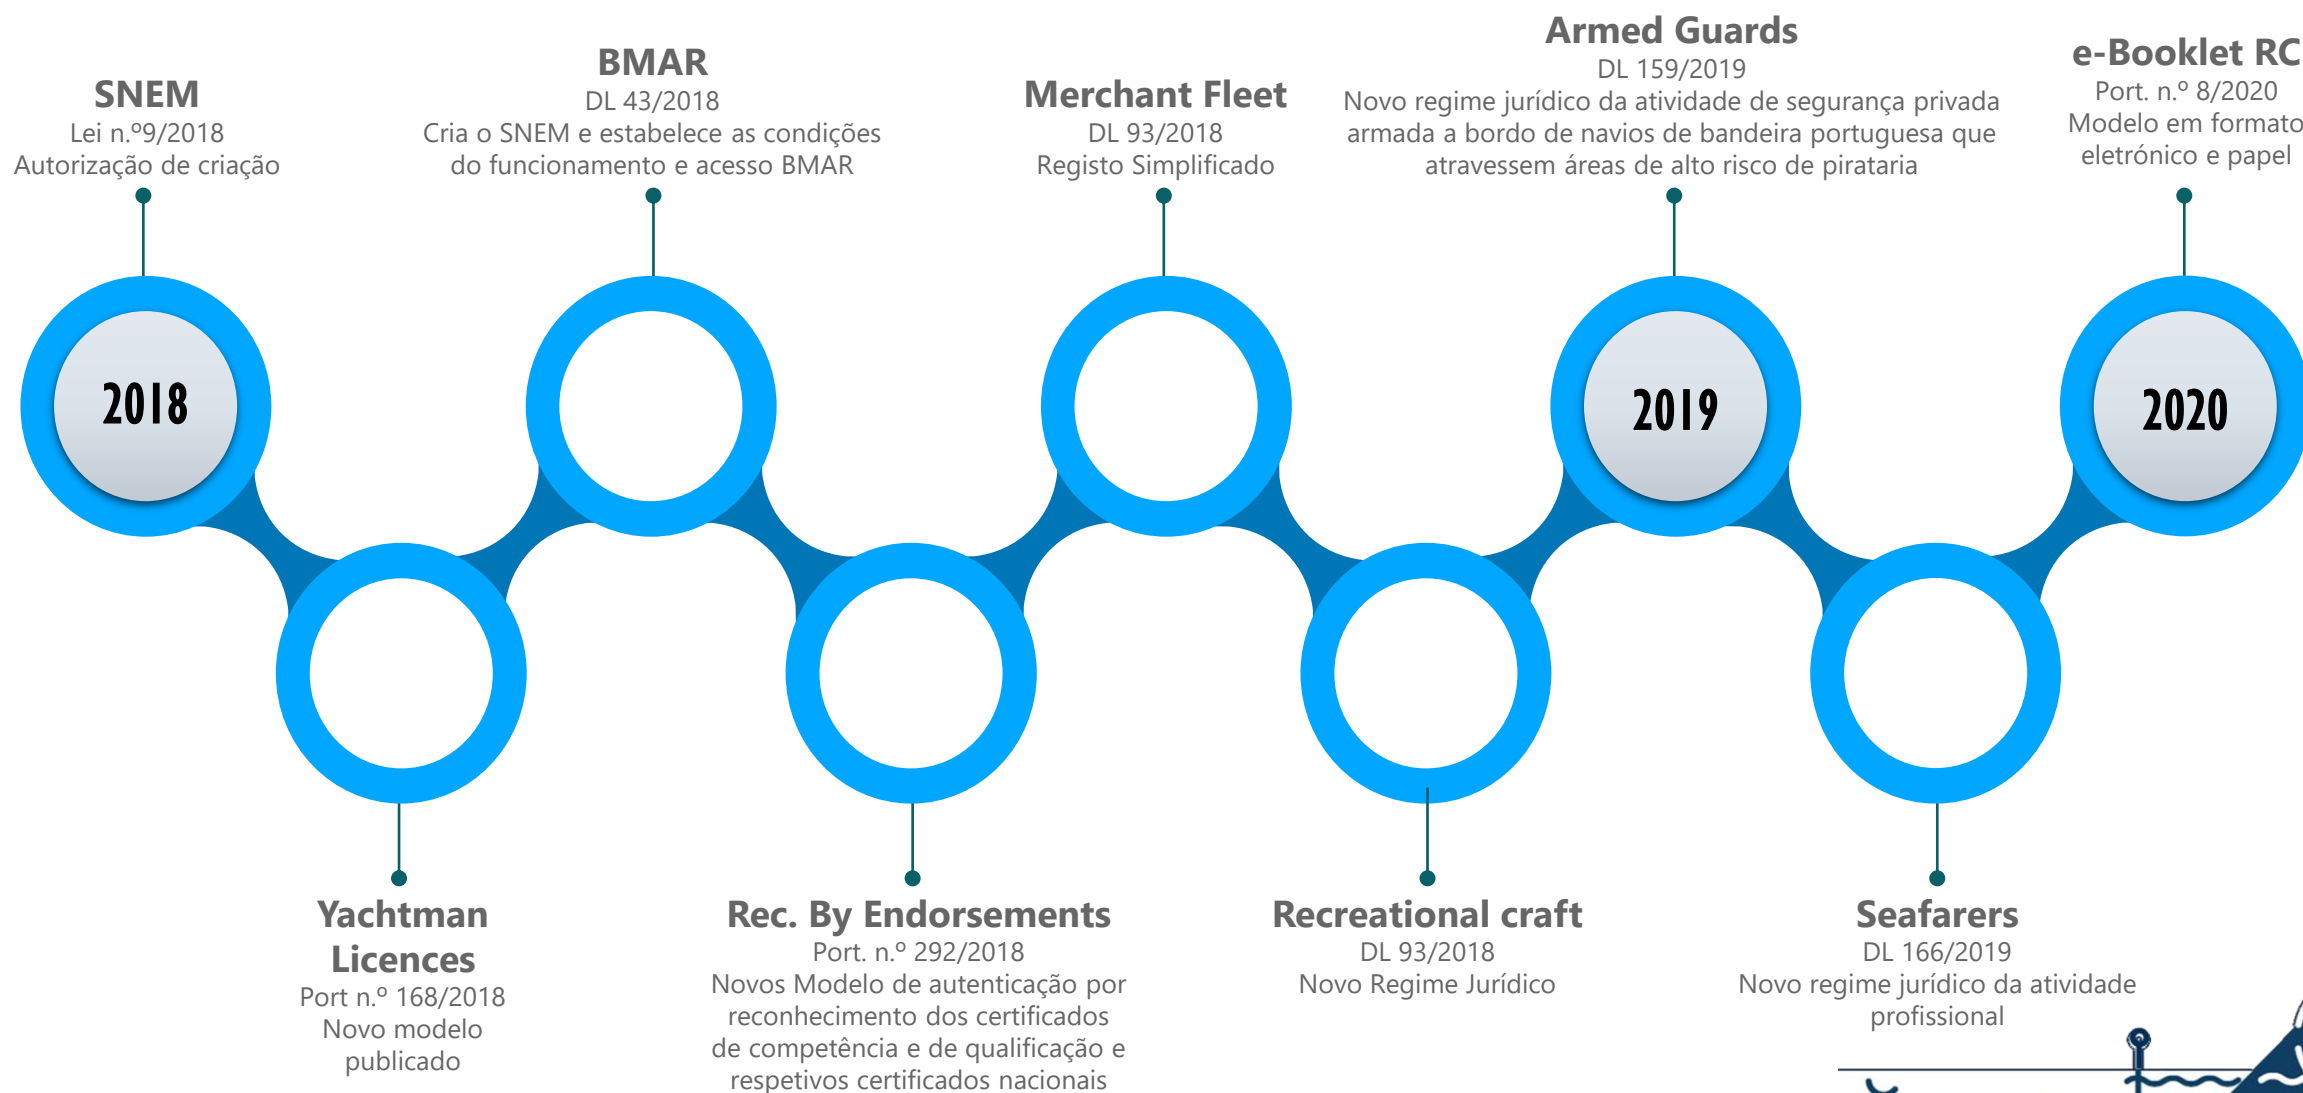 SNEM
Lei n.º9/2018
Autorização de criação
BMAR
DL 43/2018
Cria o SNEM e estabelece as condições
do funcionamento e acesso BMAR
Merchant Fleet
DL 93/2018
Registo Simplificado
Armed Guards
DL 159/2019
Novo regime jurídico da atividade de segurança privada
armada a bordo de navios de bandeira portuguesa que
atravessem áreas de alto risco de pirataria
e-Booklet RC
Port. n.º 8/2020
Modelo em formato
eletrónico e papel
2018
2019
2020
Yachtman
Licences
Port n.º 168/2018
Novo modelo
publicado
Rec. By Endorsements
Port. n.º 292/2018
Novos Modelo de autenticação por
reconhecimento dos certificados
de competência e de qualificação e
respetivos certificados nacionais
Recreational craft
DL 93/2018
Novo Regime Jurídico
Seafarers
DL 166/2019
Novo regime jurídico da atividade
profissional